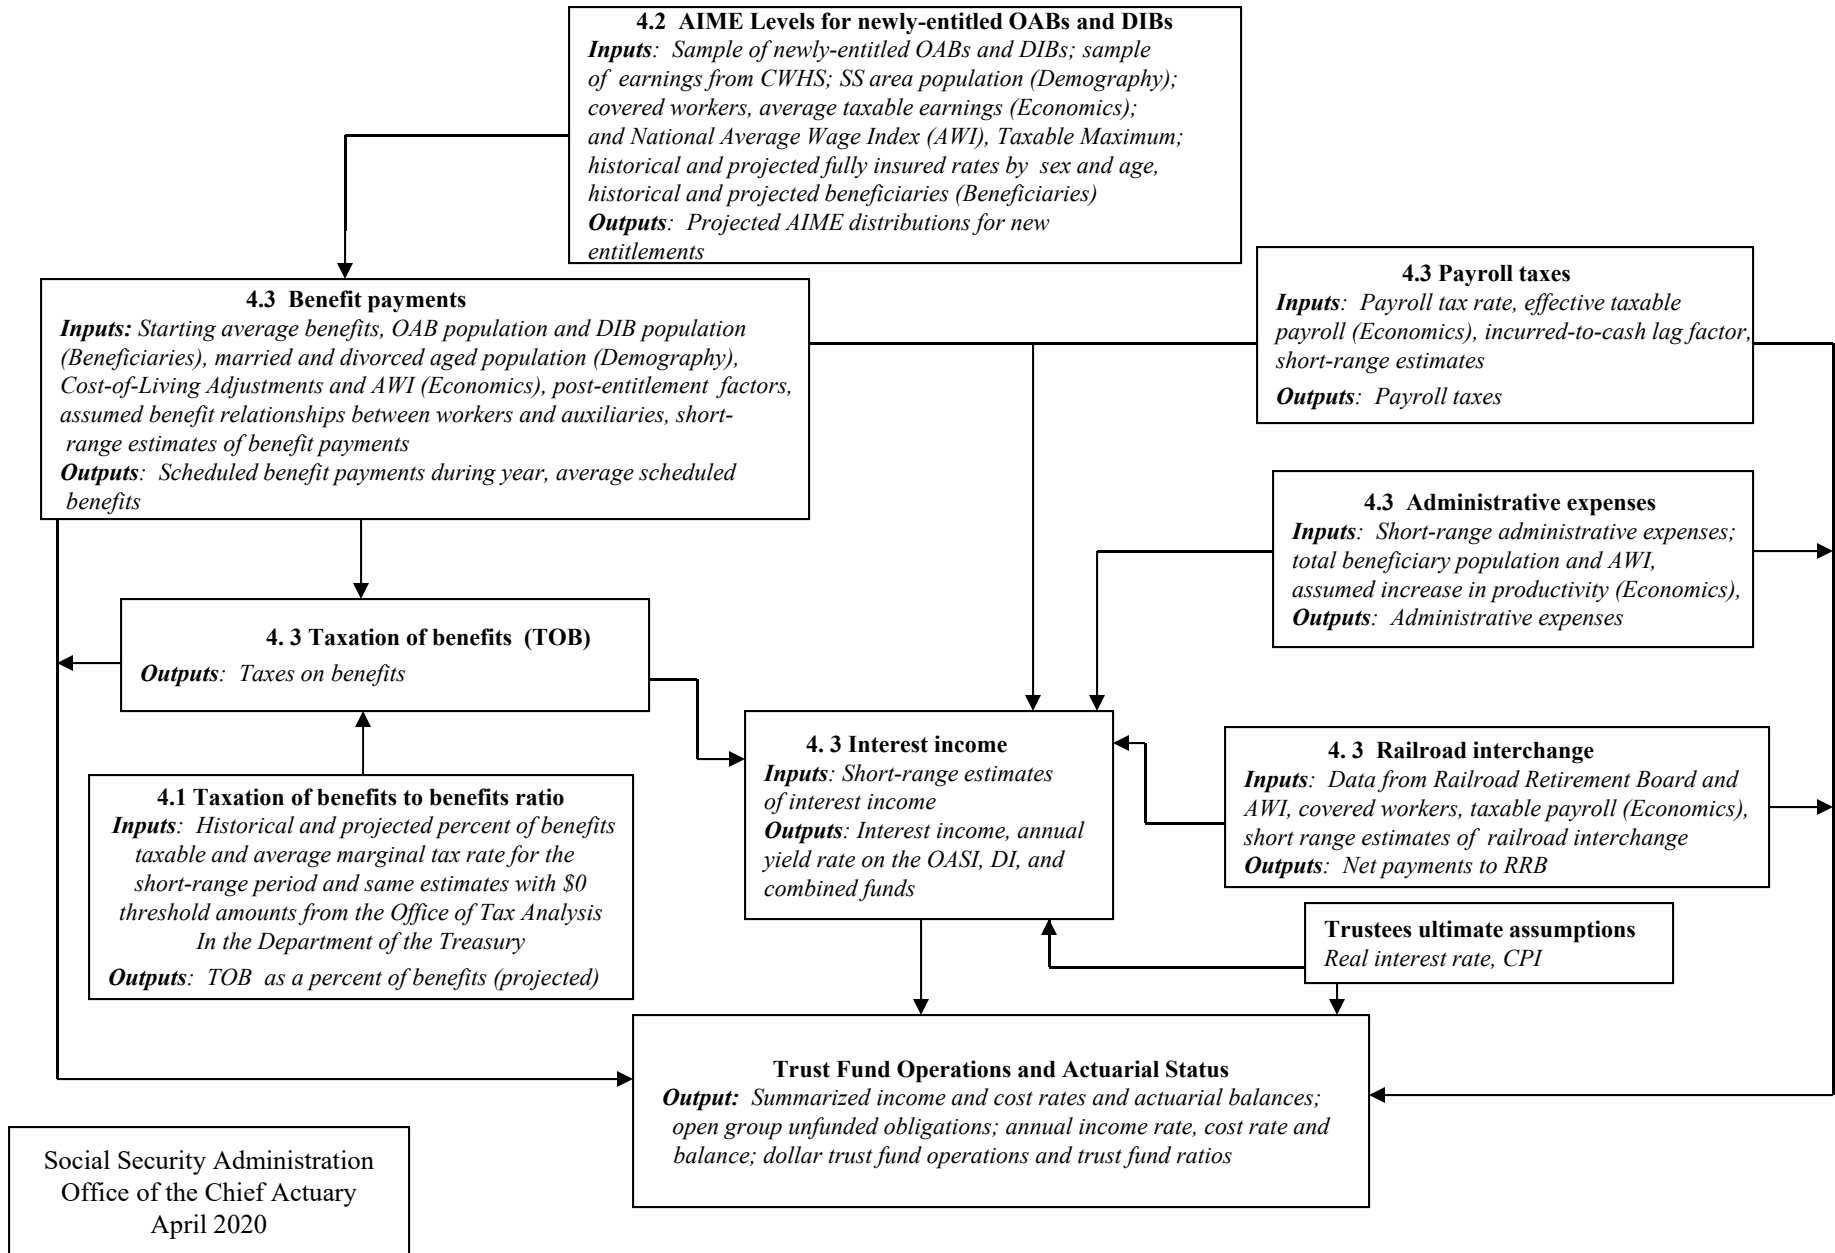 4.2 AIME Levels for newly-entitled OABs and DIBs
Inputs: Sample of newly-entitled OABs and DIBs; sample
of earnings from CWHS; SS area population (Demography);
covered workers, average taxable earnings (Economics);
and National Average Wage Index (AWI), Taxable Maximum;
historical and projected fully insured rates by sex and age,
historical and projected beneficiaries (Beneficiaries)
Outputs: Projected AIME distributions for new
entitlements
4.3 Benefit payments
Inputs: Starting average benefits, OAB population and DIB population
(Beneficiaries), married and divorced aged population (Demography),
Cost-of-Living Adjustments and AWI (Economics), post-entitlement factors,
assumed benefit relationships between workers and auxiliaries, short-
range estimates of benefit payments
Outputs: Scheduled benefit payments during year, average scheduled
benefits
4.3 Payroll taxes
Inputs: Payroll tax rate, effective taxable
payroll (Economics), incurred-to-cash lag factor,
short-range estimates
Outputs: Payroll taxes
4.3 Administrative expenses
Inputs: Short-range administrative expenses;
total beneficiary population and AWI,
assumed increase in productivity (Economics),
Outputs: Administrative expenses
4. 3 Taxation of benefits (TOB)
Outputs: Taxes on benefits
4. 3 Interest income
Inputs: Short-range estimates
of interest income
Outputs: Interest income, annual
yield rate on the OASI, DI, and
combined funds
4. 3 Railroad interchange
Inputs: Data from Railroad Retirement Board and
AWI, covered workers, taxable payroll (Economics),
short range estimates of railroad interchange
Outputs: Net payments to RRB
4.1 Taxation of benefits to benefits ratio
Inputs: Historical and projected percent of benefits
taxable and average marginal tax rate for the
short-range period and same estimates with $0
threshold amounts from the Office of Tax Analysis
In the Department of the Treasury
Outputs: TOB as a percent of benefits (projected)
Trustees ultimate assumptions
Real interest rate, CPI
Trust Fund Operations and Actuarial Status
Output: Summarized income and cost rates and actuarial balances;
open group unfunded obligations; annual income rate, cost rate and
balance; dollar trust fund operations and trust fund ratios
Social Security Administration
Office of the Chief Actuary
April 2020